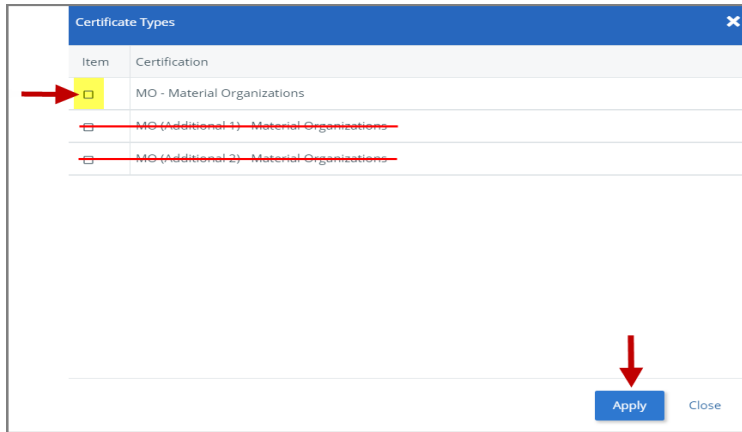 Certificate Types
Item Certification
MO - Material Organizations
MO (Additional 1) - Material Organizations
MO (Additional 2) - Material Organizations
Apply Close